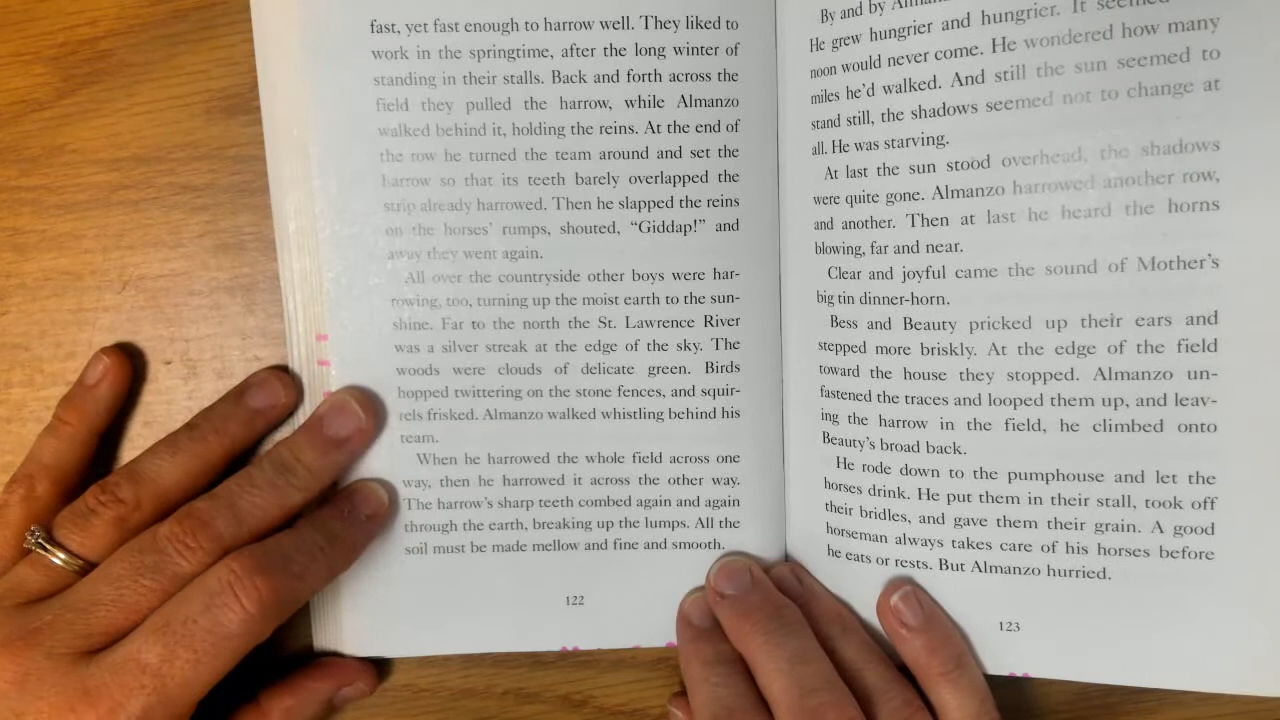 fast, yet fast enough to harrow well. They liked to
work in the springtime, after the long winter of
standing in their stalls. Back and forth across the
field they pulled the harrow, while Almanzo
walked behind it, holding the reins. At the end of
the row he turned the team around and set the
harrow so that its teeth barely overlapped the
strip already harrowed. Then he slapped the reins
on the horses' rumps, shouted, “Giddap!” and
away they went again.
All over the countryside other boys were har-
rowing, too, turning up the moist earth to the sun-
shine. Far to the north the St. Lawrence River
was a silver streak at the edge of the sky. The
woods were clouds of delicate green. Birds
hopped twittering on the stone fences, and squir-
rels frisked. Almanzo walked whistling behind his
team.
When he harrowed the whole field across one
way, then he harrowed it across the other way.
The harrow's sharp teeth combed again and again
through the earth, breaking up the lumps. All the
soil must be made mellow and fine and smooth.
122
By and by
He grew hungrier and hungrier. It seemed
noon would never come. He wondered how many
miles he'd walked. And still the sun seemed to
stand still, the shadows seemed not to change at
all. He was starving.
At last the sun stood overhead, the shadows
were quite gone. Almanzo harrowed another row,
and another. Then at last he heard the horns
blowing, far and near.
Clear and joyful came the sound of Mother's
big tin dinner-horn.
Bess and Beauty pricked up their ears and
stepped more briskly. At the edge of the field
toward the house they stopped. Almanzo un-
fastened the traces and looped them up, and leav-
ing the harrow in the field, he climbed onto
Beauty's broad back.
He rode down to the pumphouse and let the
horses drink. He put them in their stall, took off
their bridles, and gave them their grain. A good
horseman always takes care of his horses before
he eats or rests. But Almanzo hurried.
123